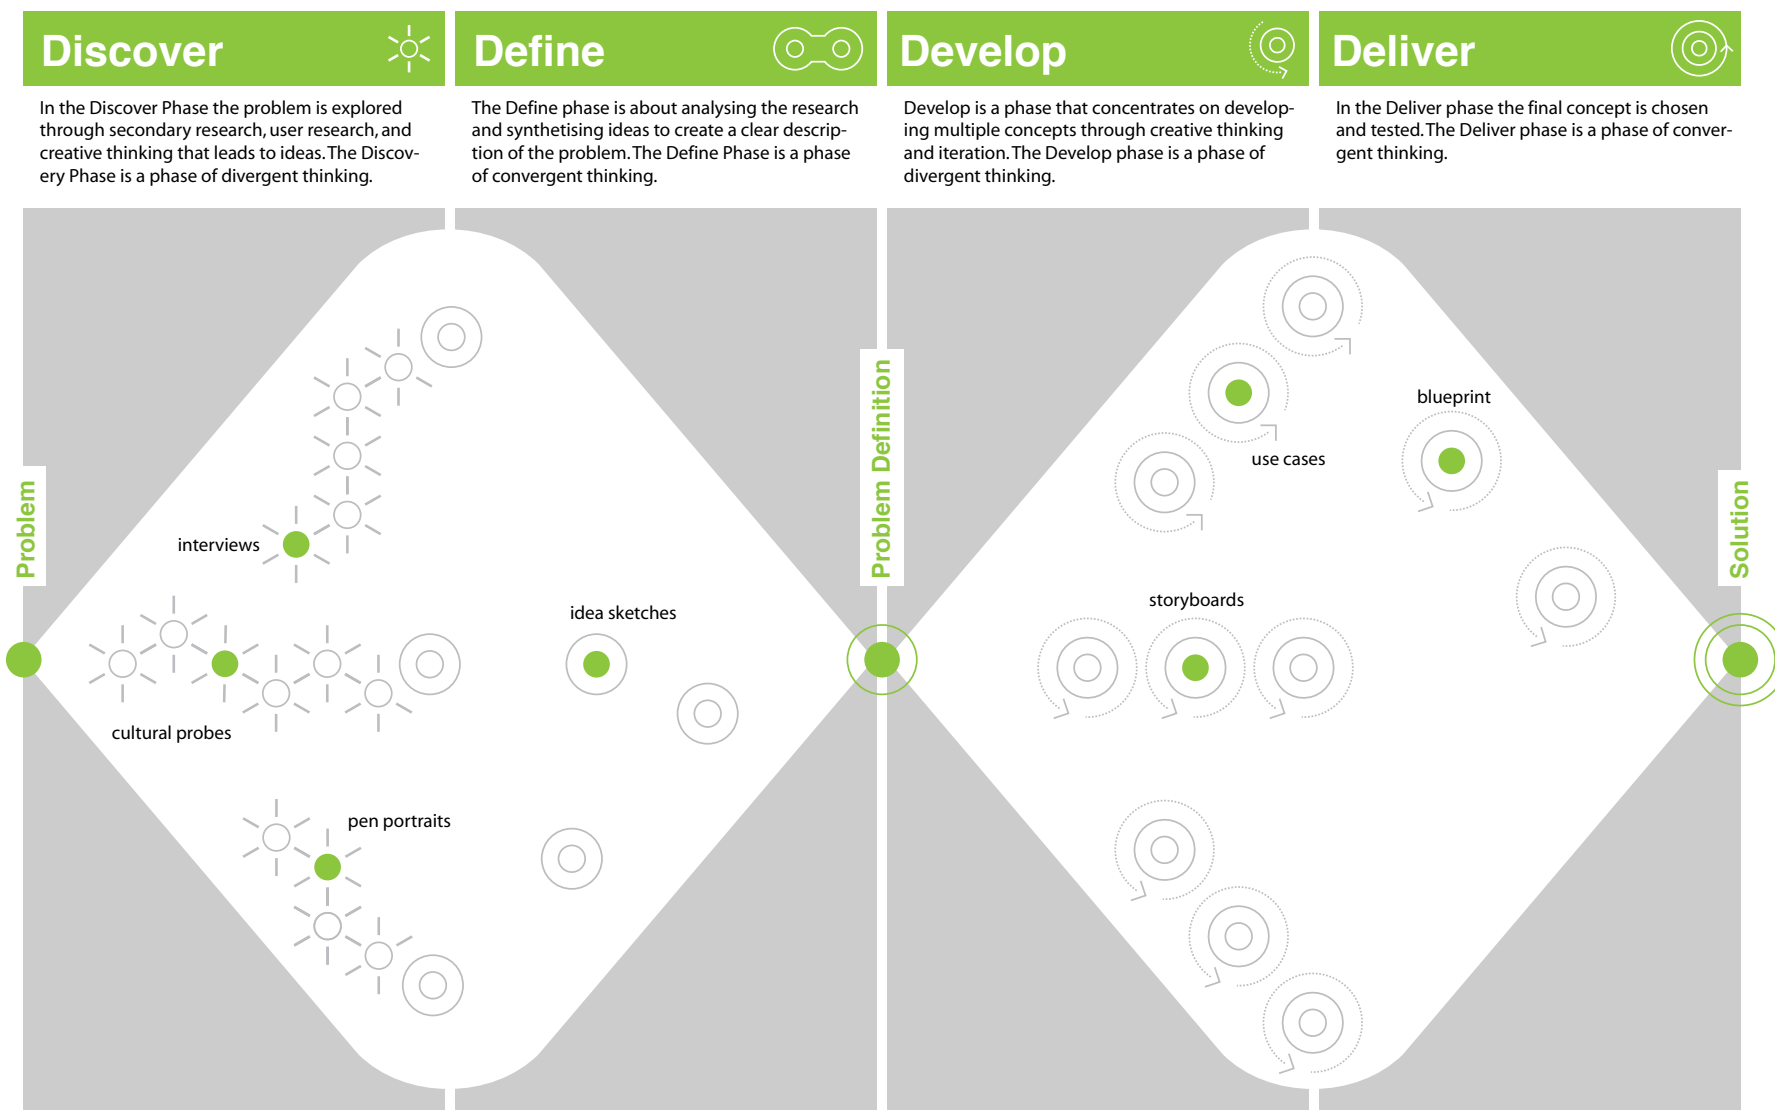 Discover
Define
Develop
Deliver
In the Discover Phase the problem is explored
through secondary research, user research, and
creative thinking that leads to ideas. The Discov-
ery Phase is a phase of divergent thinking.
The Define phase is about analysing the research
and synthetising ideas to create a clear descrip-
tion of the problem. The Define Phase is a phase
of convergent thinking.
Develop is a phase that concentrates on develop-
ing multiple concepts through creative thinking
and iteration. The Develop phase is a phase of
divergent thinking.
In the Deliver phase the final concept is chosen
and tested. The Deliver phase is a phase of conver-
gent thinking.
Problem
interviews
cultural probes
pen portraits
idea sketches
Problem Definition
use cases
storyboards
blueprint
Solution